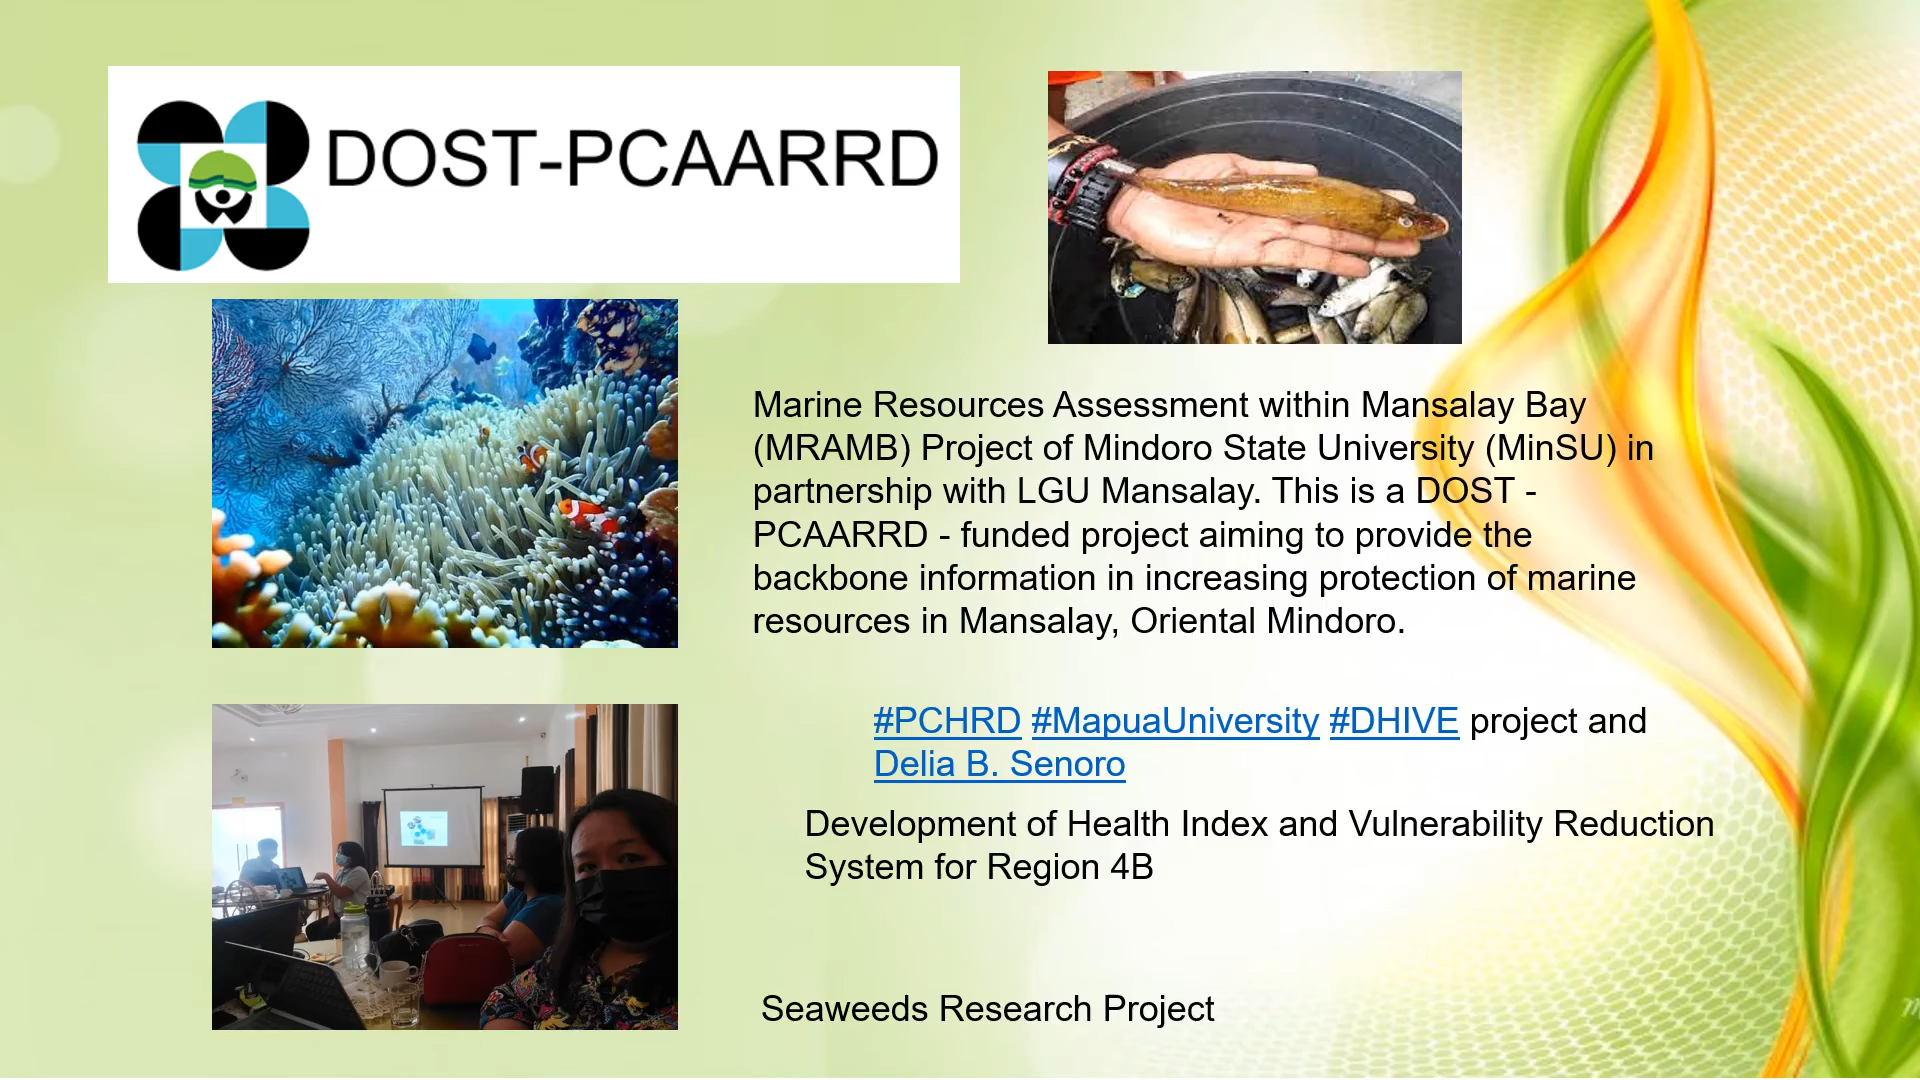 DOST-PCAARRD
Marine Resources Assessment within Mansalay Bay
(MRAMB) Project of Mindoro State University (MinSU) in
partnership with LGU Mansalay. This is a DOST -
PCAARRD - funded project aiming to provide the
backbone information in increasing protection of marine
resources in Mansalay, Oriental Mindoro.
#PCHRD #MapuaUniversity #DHIVE project and
Delia B. Senoro
Development of Health Index and Vulnerability Reduction
System for Region 4B
Seaweeds Research Project